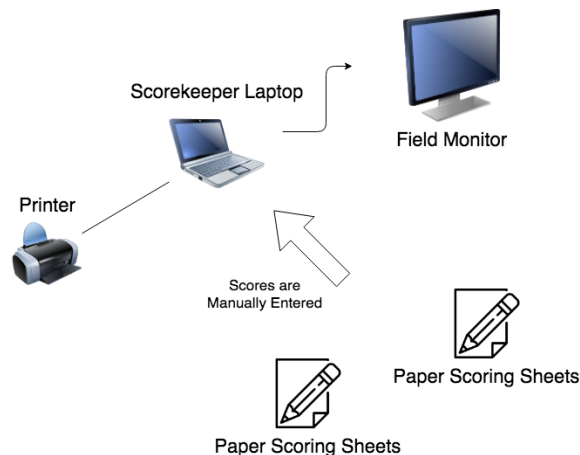 Scorekeeper Laptop
Field Monitor
Printer
Scores are
Manually Entered
Paper Scoring Sheets
Paper Scoring Sheets